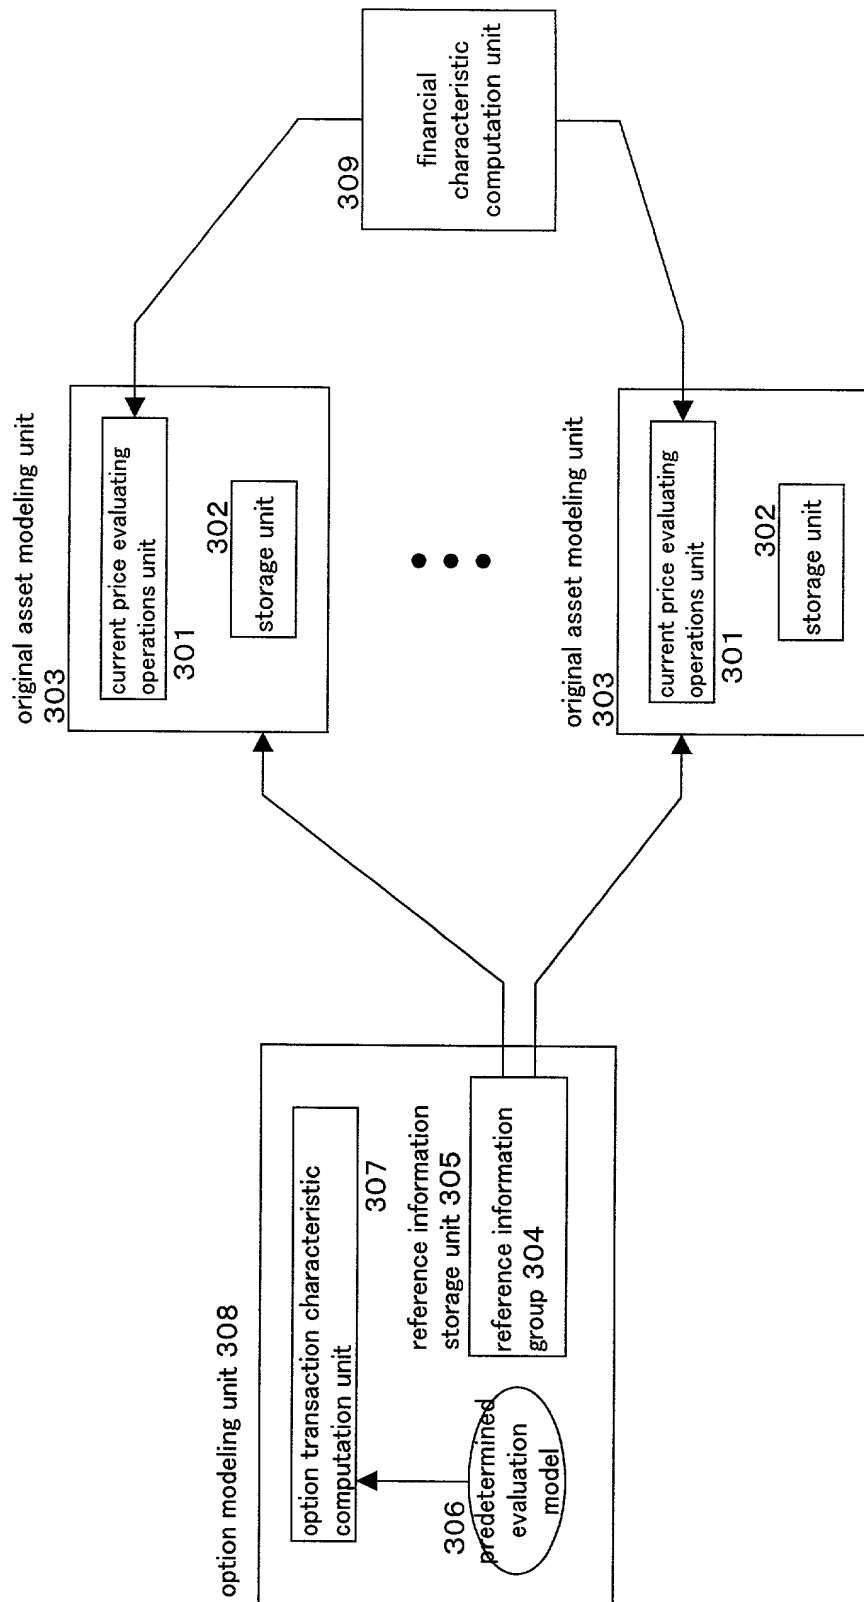 option modeling unit 308
option transaction characteristic
computation unit
307
reference information
storage unit 305
reference information
group 304
306
predetermined
evaluation
model
original asset modeling unit
303
current price evaluating
operations unit
301
302
storage unit
original asset modeling unit
303
current price evaluating
operations unit
301
302
storage unit
309
financial
characteristic
computation unit